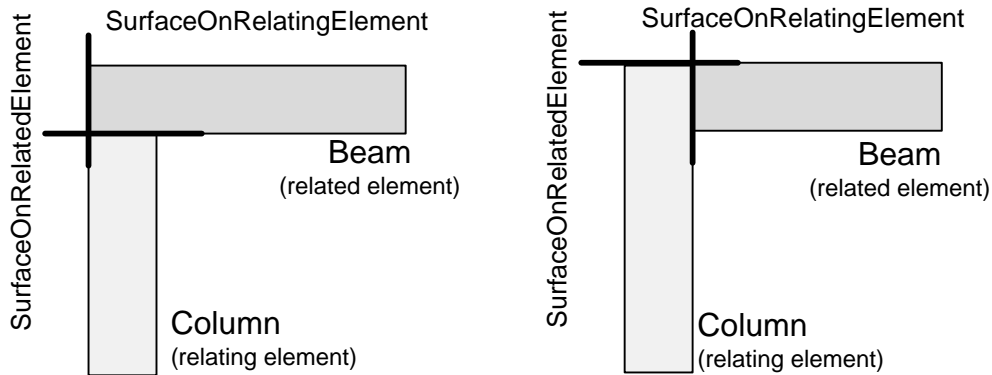 SurfaceOnRelatingElement
SurfaceOnRelatedElement
Beam
(related element)
Column
(relating element)
SurfaceOnRelatingElement
SurfaceOnRelatedElement
Beam
(related element)
Column
(relating element)